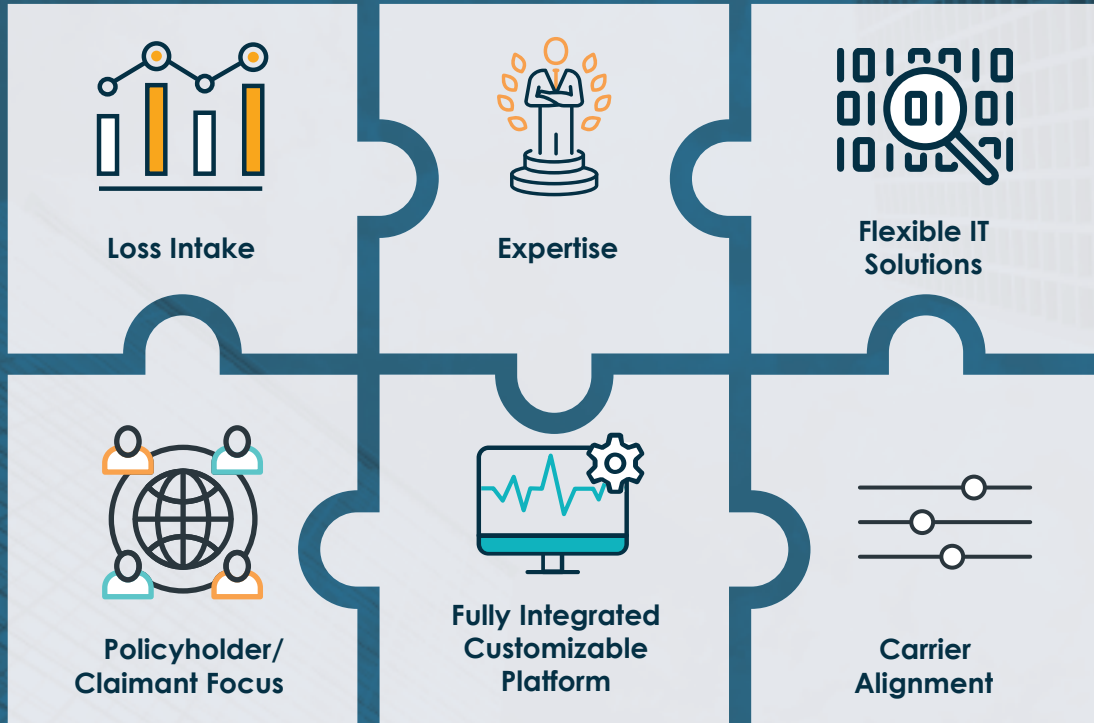 Loss Intake
Expertise
Flexible IT
Solutions
Policyholder/
Claimant Focus
Fully Integrated
Customizable
Platform
Carrier
Alignment